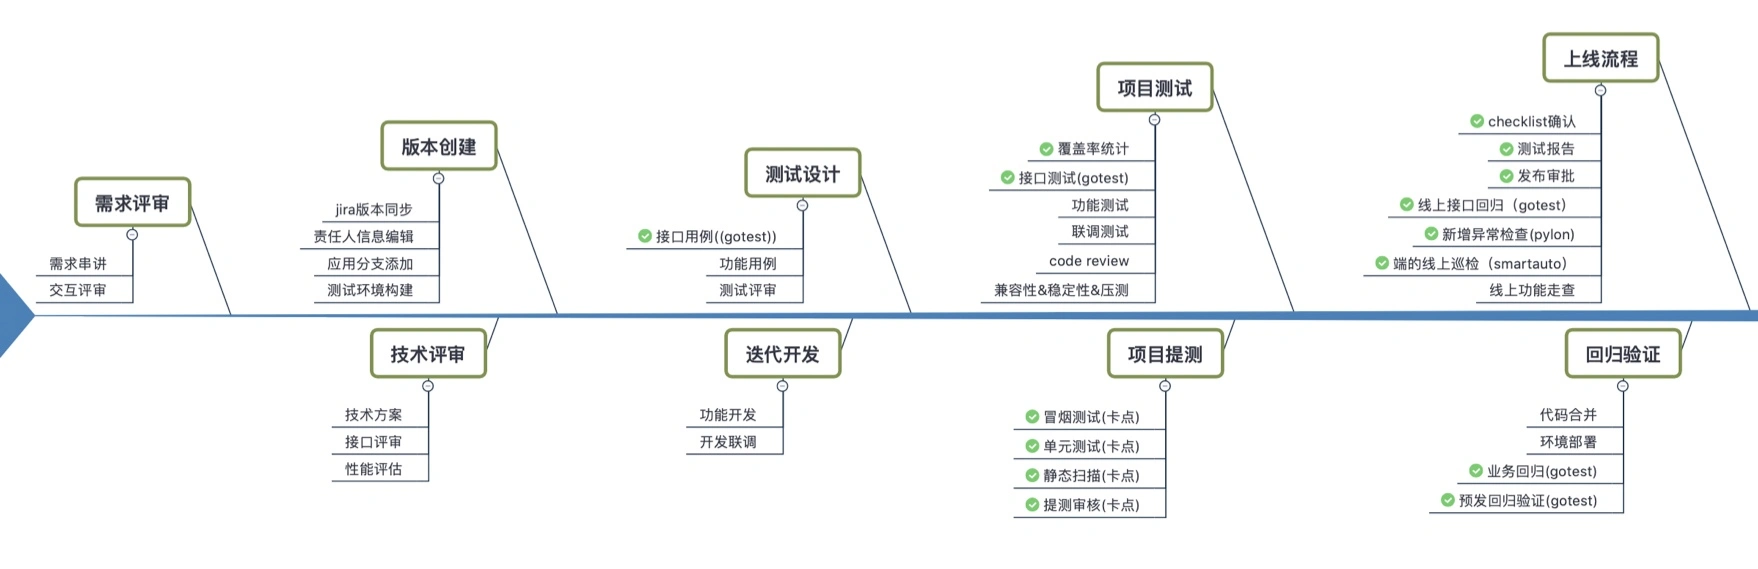 需求评审
需求串讲
交互评审
版本创建
jira版本同步
责任人信息编辑
应用分支添加
测试环境构建
测试设计
接口用例((gotest))
功能用例
测试评审
项目测试
覆盖率统计
接口测试(gotest)
功能测试
联调测试
code review
兼容性&稳定性&压测
上线流程
checklist确认
测试报告
发布审批
线上接口回归（gotest）
新增异常检查(pylon)
端的线上巡检（smartauto）
线上功能走查
技术评审
技术方案
接口评审
性能评估
迭代开发
功能开发
开发联调
项目提测
冒烟测试(卡点)
单元测试(卡点)
静态扫描(卡点)
提测审核(卡点)
回归验证
代码合并
环境部署
业务回归(gotest)
预发回归验证(gotest)